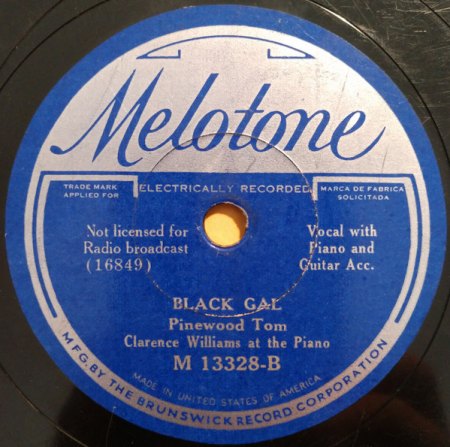 Melotone
TRADE MARK
APPLIED FOR
ELECTRICALLY RECORDED
MARCA DE FABRICA
SOLICITADA
Not licensed for
Radio broadcast
(16849)
Vocal with
Piano and
Guitar Acc.
BLACK GAL
Pinewood Tom
Clarence Williams at the Piano
M 13328-B
MADE IN UNITED STATES OF AMERICA
MFG. BY THE BRUNSWICK RECORD CORPORATION